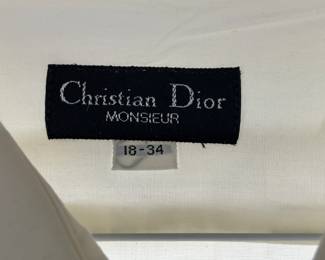 Christian Dior
MONSIEUR
18-34